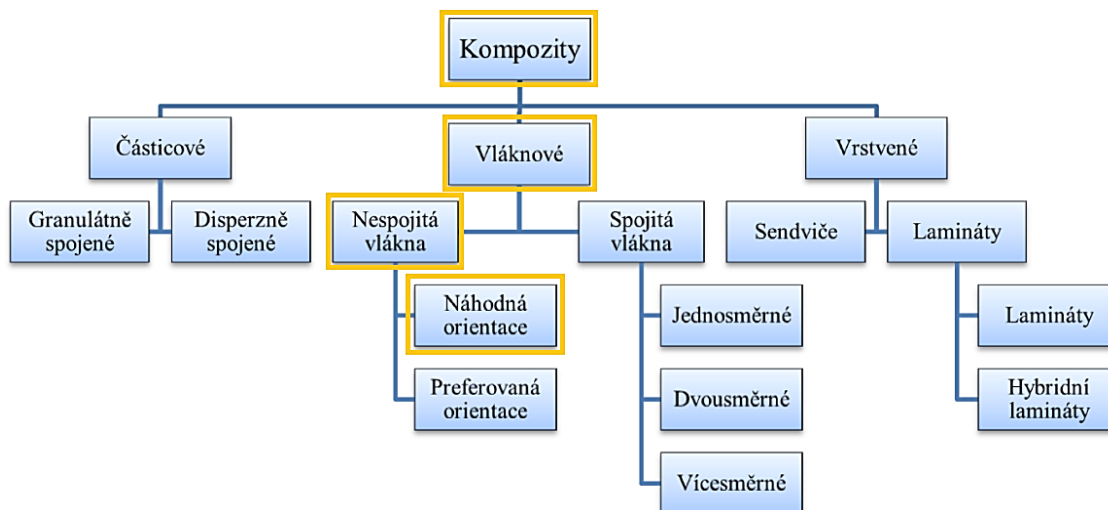 Kompozity
Částicové
Vláknové
Vrstvené
Granulátně
spojené
Disperzně
spojené
Nespojitá
vlákna
Spojitá
vlákna
Sendviče
Lamináty
Náhodná
orientace
Jednosměrné
Lamináty
Preferovaná
orientace
Dvousměrné
Hybridní
lamináty
Vícesměrné